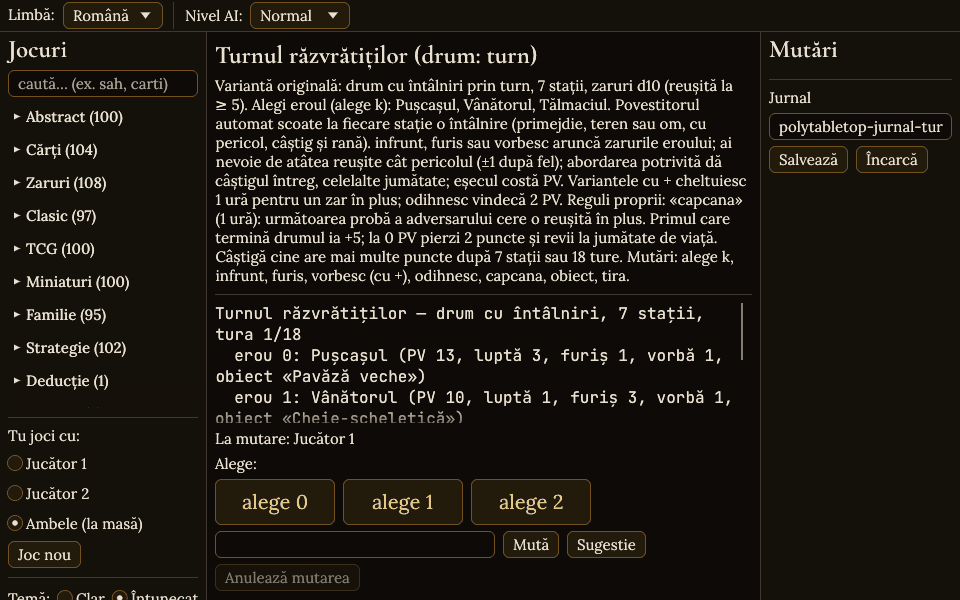 Limbă: Română Nivel AI: Normal
Jocuri
caută... (ex. sah, carti)
Abstract (100)
Cărți (104)
Zaruri (108)
Clasic (97)
TCG (100)
Miniaturi (100)
Familie (95)
Strategie (102)
Deducție (1)
Tu joci cu:
Jucător 1
Jucător 2
Ambele (la masă)
Joc nou
Temă: Clar Întunecat
Turnul răzvrătiților (drum: turn)
Variantă originală: drum cu întâlniri prin turn, 7 stații, zaruri d10 (reușită la
≥ 5). Alegi eroul (alege k): Pușcașul, Vânătorul, Tălmaciul. Povestitorul
automat scoate la fiecare stație o întâlnire (primejdie, teren sau om, cu
pericol, câștig și rană). infrunt, furis sau vorbesc aruncă zarurile eroului; ai
nevoie de atâtea reușite cât pericolul (±1 după fel); abordarea potrivită dă
câștigul întreg, celelalte jumătate; eșecul costă PV. Variantele cu + cheltuiesc
1 ură pentru un zar în plus; odihnesc vindecă 2 PV. Reguli proprii: «capcana»
(1 ură): următoarea probă a adversarului cere o reușită în plus. Primul care
termină drumul ia +5; la 0 PV pierzi 2 puncte și revii la jumătate de viață.
Câștigă cine are mai multe puncte după 7 stații sau 18 ture. Mutări: alege k,
infrunt, furis, vorbesc (cu +), odihnesc, capcana, obiect, tira.
Turnul răzvrătiților — drum cu întâlniri, 7 stații,
tura 1/18
erou 0: Pușcașul (PV 13, luptă 3, furiș 1, vorbă 1,
obiect «Pavăză veche»)
erou 1: Vânătorul (PV 10, luptă 1, furiș 3, vorbă 1,
obiect «Cheie-scheletică»)
La mutare: Jucător 1
Alege:
alege 0 alege 1 alege 2
Mută Sugestie
Anulează mutarea
Mutări
Jurnal
polytabletop-jurnal-tur
Salvează Încarcă